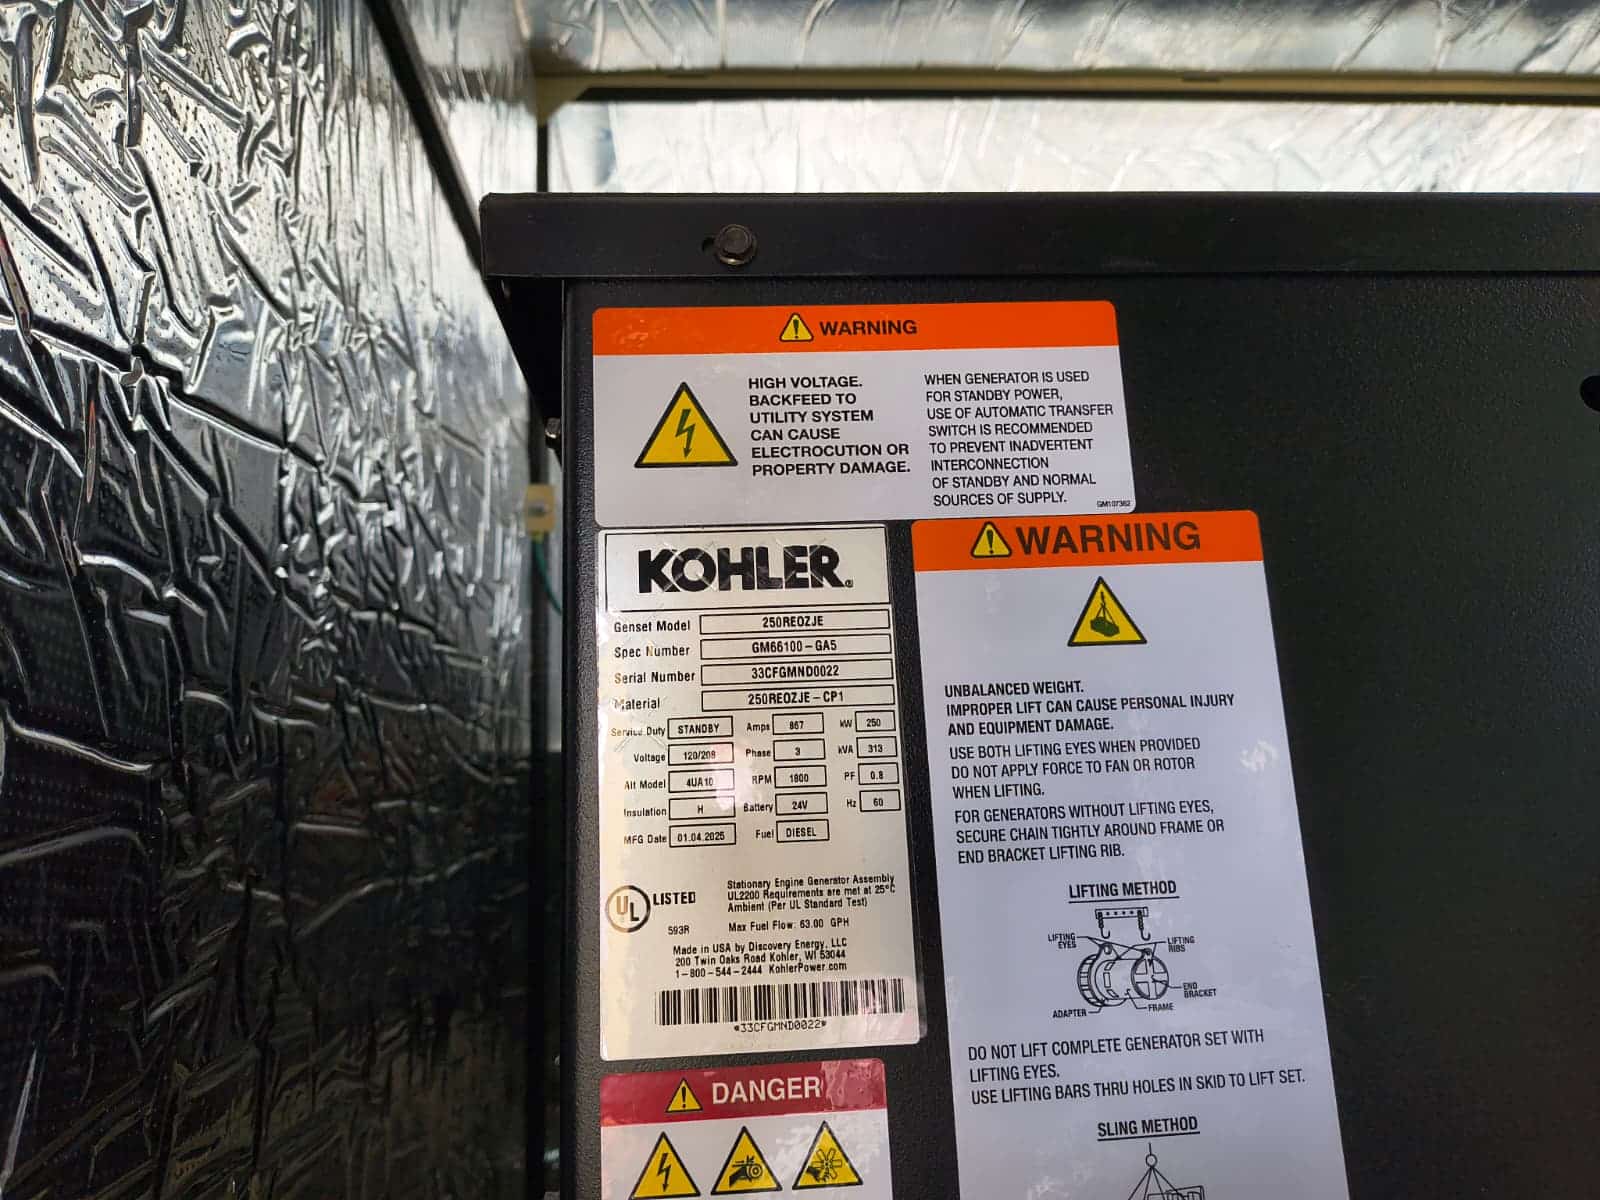 WARNING
HIGH VOLTAGE.
BACKFEED TO
UTILITY SYSTEM
CAN CAUSE
ELECTROCUTION OR
PROPERTY DAMAGE.
WHEN GENERATOR IS USED
FOR STANDBY POWER,
USE OF AUTOMATIC TRANSFER
SWITCH IS RECOMMENDED
TO PREVENT INADVERTENT
INTERCONNECTION
OF STANDBY AND NORMAL
SOURCES OF SUPPLY.
GM107362
KOHLER®
Genset Model 250REOZJE
Spec Number GM66100-GA5
Serial Number 33CFGMND0022
Material 250REOZJE-CP1
Service Duty STANDBY Amps 867 kW 250
Voltage 120/208 Phase 3 kVA 313
Alt Model 4UA10 RPM 1800 PF 0.8
Insulation H Battery 24V Hz 60
MFG Date 01.04.2025 Fuel DIESEL
UL LISTED
593R
Stationary Engine Generator Assembly
UL2200 Requirements are met at 25°C
Ambient (Per UL Standard Test)
Max Fuel Flow: 63.00 GPH
Made in USA by Discovery Energy, LLC
200 Twin Oaks Road Kohler, WI 53044
1-800-544-2444 KohlerPower.com
*33CFGMND0022*
DANGER
WARNING
UNBALANCED WEIGHT.
IMPROPER LIFT CAN CAUSE PERSONAL INJURY
AND EQUIPMENT DAMAGE.
USE BOTH LIFTING EYES WHEN PROVIDED
DO NOT APPLY FORCE TO FAN OR ROTOR
WHEN LIFTING.
FOR GENERATORS WITHOUT LIFTING EYES,
SECURE CHAIN TIGHTLY AROUND FRAME OR
END BRACKET LIFTING RIB.
LIFTING METHOD
LIFTING
EYES
LIFTING
RIBS
END
BRACKET
FRAME
ADAPTER
DO NOT LIFT COMPLETE GENERATOR SET WITH
LIFTING EYES.
USE LIFTING BARS THRU HOLES IN SKID TO LIFT SET.
SLING METHOD